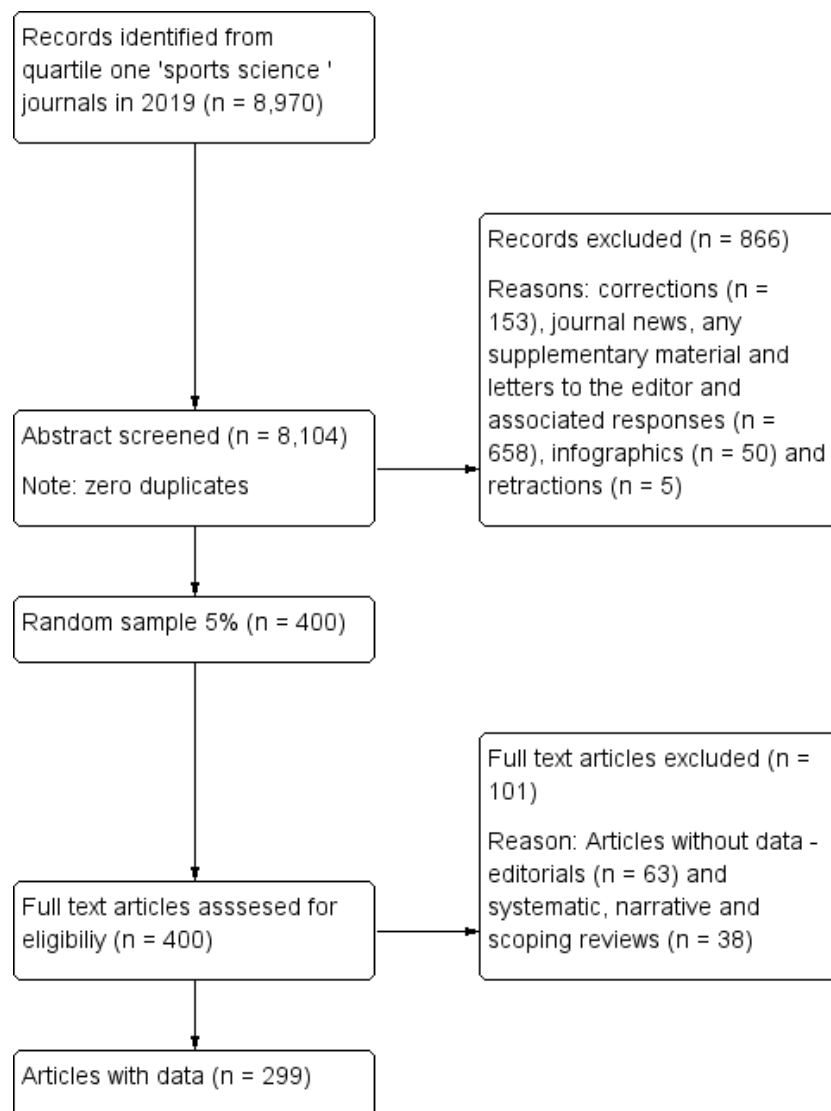 Records identified from
quartile one 'sports science '
journals in 2019 (n = 8,970)
Records excluded (n = 866)
Reasons: corrections (n =
153), journal news, any
supplementary material and
letters to the editor and
associated responses (n =
658), infographics (n = 50) and
retractions (n = 5)
Abstract screened (n = 8,104)
Note: zero duplicates
Random sample 5% (n = 400)
Full text articles excluded (n =
101)
Reason: Articles without data -
editorials (n = 63) and
systematic, narrative and
scoping reviews (n = 38)
Full text articles asssesed for
eligibiliy (n = 400)
Articles with data (n = 299)